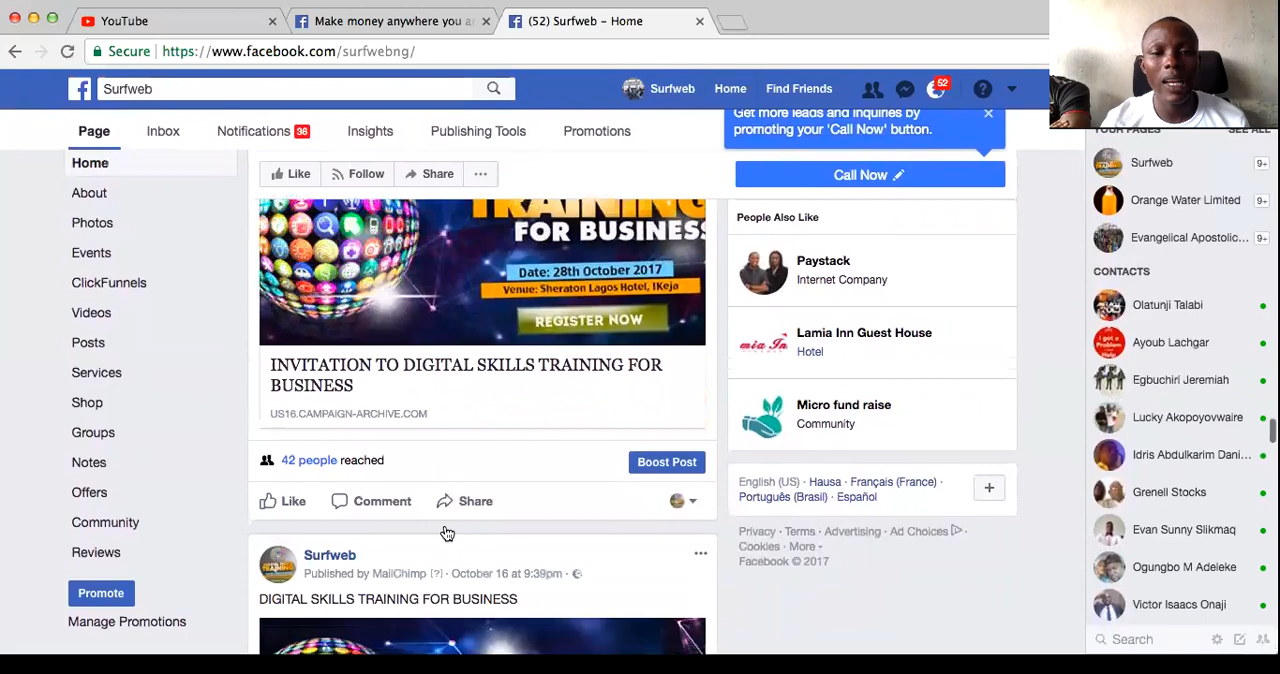 YouTube
Make money anywhere you a
(52) Surfweb - Home
Secure
https://www.facebook.com/surfwebng/
Surfweb
Surfweb
Home
Find Friends
52
Page
Inbox
Notifications 36
Insights
Publishing Tools
Promotions
Get more leads and inquiries by
promoting your 'Call Now' button.
Home
About
Photos
Events
ClickFunnels
Videos
Posts
Services
Shop
Groups
Notes
Offers
Community
Reviews
Promote
Manage Promotions
Like
Follow
Share
Call Now
TRAINING
FOR BUSINESS
Date: 28th October 2017
Venue: Sheraton Lagos Hotel, IKeja
REGISTER NOW
INVITATION TO DIGITAL SKILLS TRAINING FOR
BUSINESS
US16.CAMPAIGN-ARCHIVE.COM
42 people reached
Boost Post
Like
Comment
Share
Surfweb
Published by MailChimp [?] · October 16 at 9:39pm ·
DIGITAL SKILLS TRAINING FOR BUSINESS
People Also Like
Paystack
Internet Company
Lamia Inn Guest House
Hotel
mia In
Micro fund raise
Community
English (US) · Hausa · Français (France) ·
Português (Brasil) · Español
Privacy · Terms · Advertising · Ad Choices ·
Cookies · More
Facebook © 2017
YOUR PAGES
SEE ALL
Surfweb
9+
Orange Water Limited
9+
Evangelical Apostolic...
9+
CONTACTS
Olatunji Talabi
Ayoub Lachgar
Egbuchiri Jeremiah
Lucky Akopoyovwaire
Idris Abdulkarim Dani...
Grenell Stocks
Evan Sunny Slikmaq
Ogungbo M Adeleke
Victor Isaacs Onaji
Search